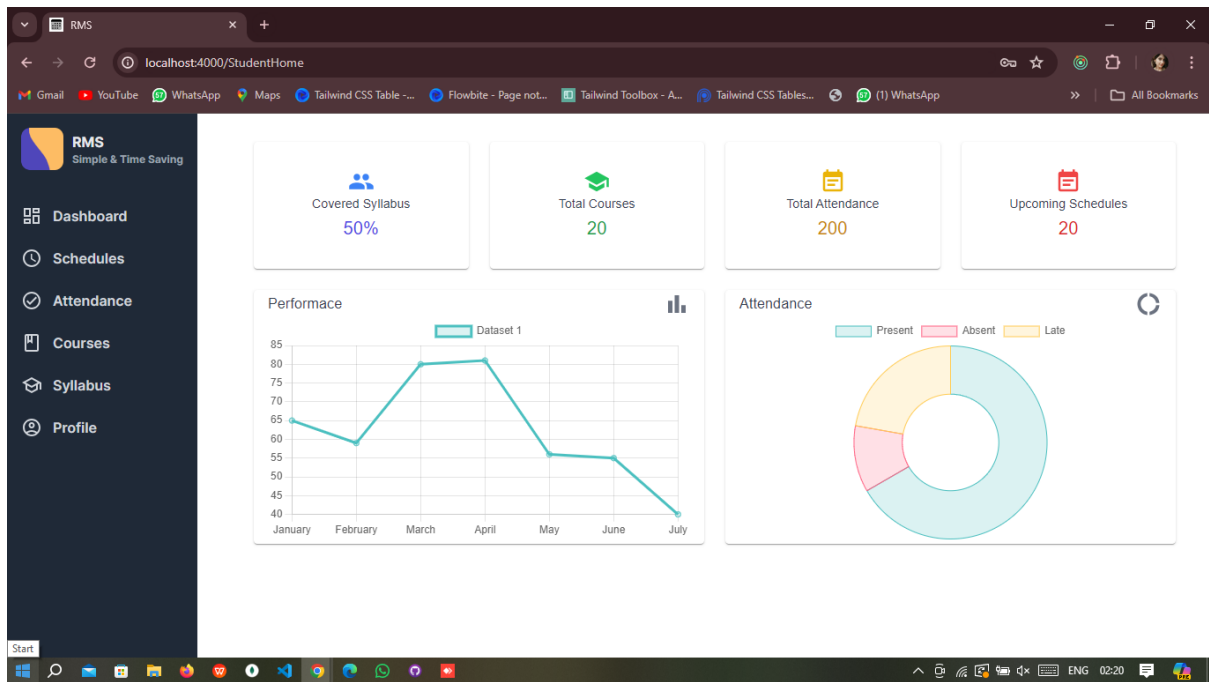 RMS
localhost:4000/StudentHome
Gmail YouTube WhatsApp Maps Tailwind CSS Table -... Flowbite - Page not... Tailwind Toolbox - A... Tailwind CSS Tables... (1) WhatsApp All Bookmarks
RMS
Simple & Time Saving
Dashboard
Schedules
Attendance
Courses
Syllabus
Profile
Covered Syllabus
50%
Total Courses
20
Total Attendance
200
Upcoming Schedules
20
Performace
Dataset 1
85
80
75
70
65
60
55
50
45
40
January February March April May June July
Attendance
Present Absent Late
Start
ENG 02:20